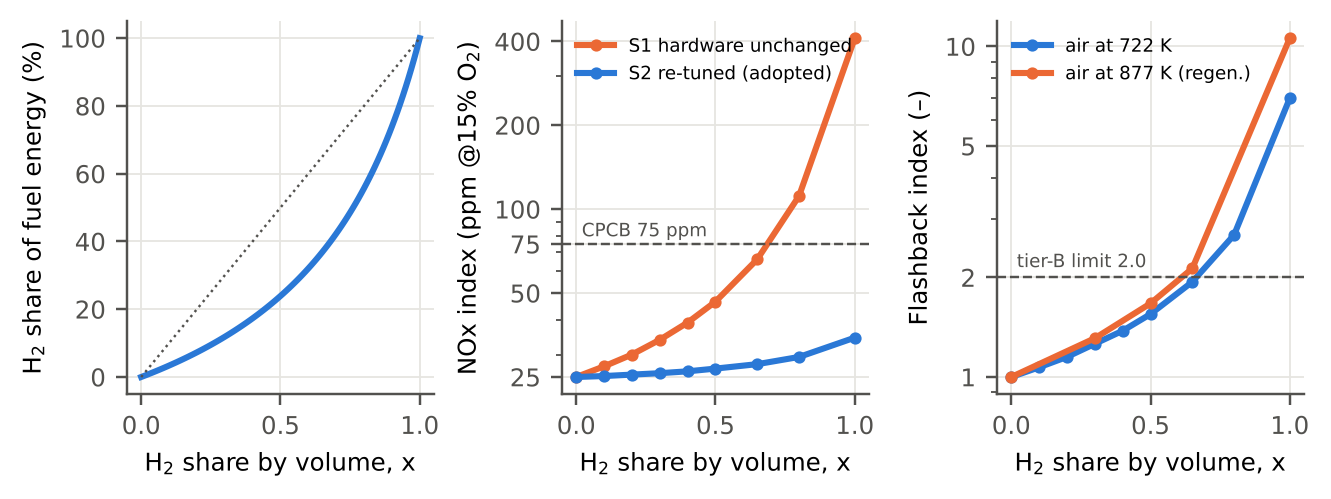 H₂ share of fuel energy (%)
100
80
60
40
20
0
0.0 0.5 1.0
H₂ share by volume, x
NOx index (ppm @15% O₂)
400
200
100
75
50
25
S1 hardware unchanged
S2 re-tuned (adopted)
CPCB 75 ppm
0.0 0.5 1.0
H₂ share by volume, x
Flashback index (–)
10
5
2
1
air at 722 K
air at 877 K (regen.)
tier-B limit 2.0
0.0 0.5 1.0
H₂ share by volume, x